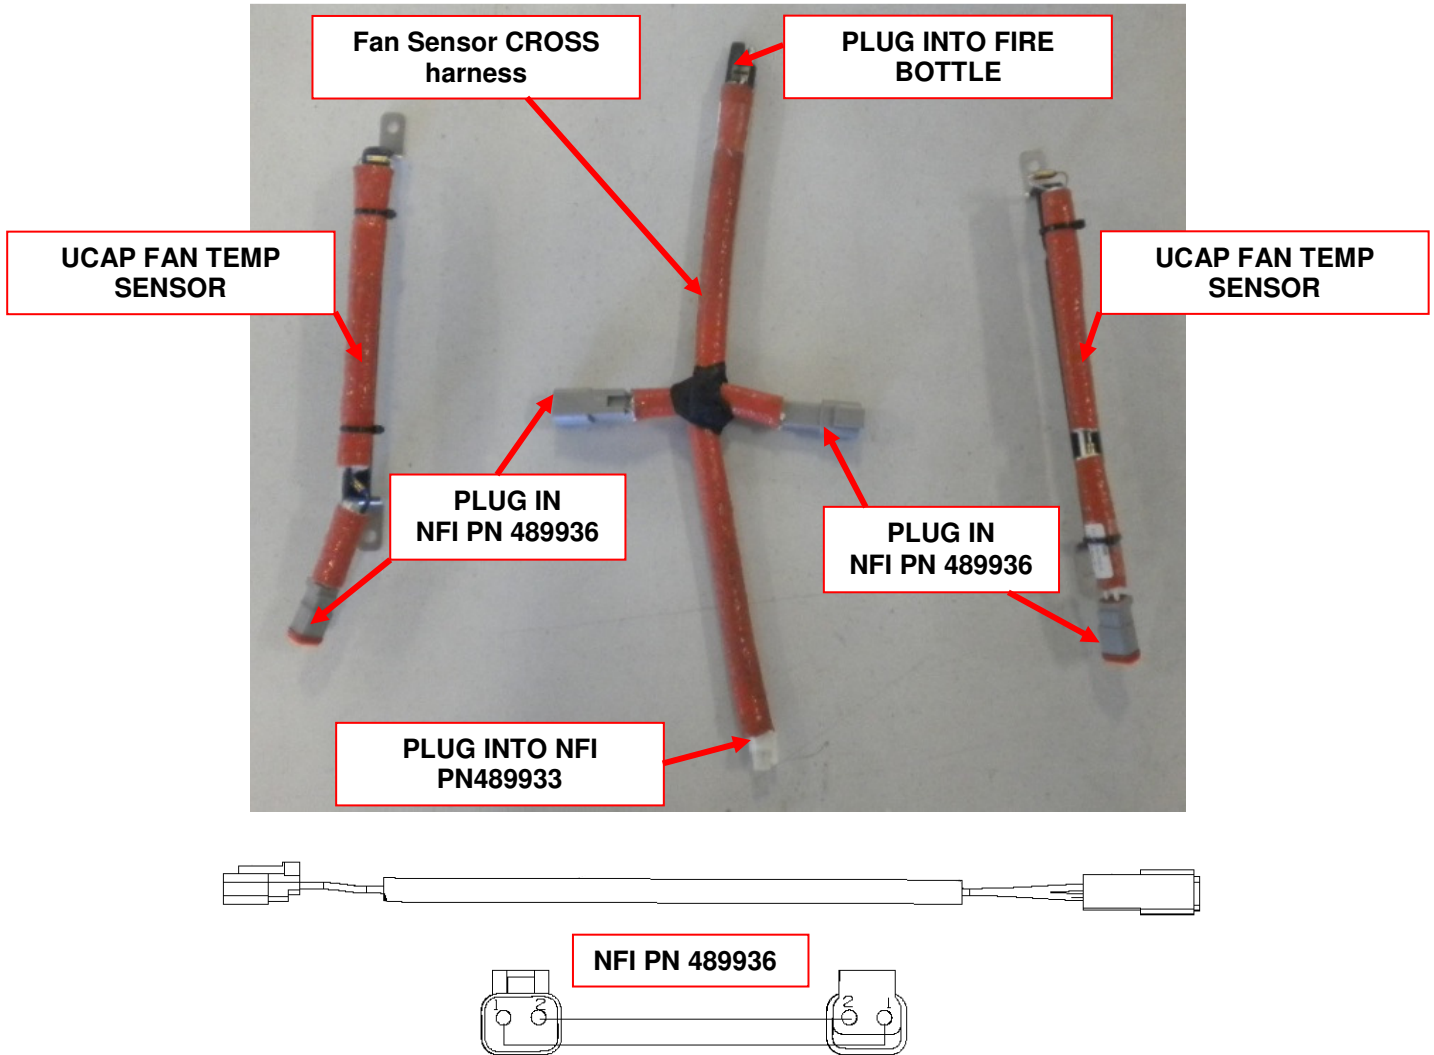 Fan Sensor CROSS
harness
PLUG INTO FIRE
BOTTLE
UCAP FAN TEMP
SENSOR
UCAP FAN TEMP
SENSOR
PLUG IN
NFI PN 489936
PLUG IN
NFI PN 489936
PLUG INTO NFI
PN489933
NFI PN 489936
1 2
2 1